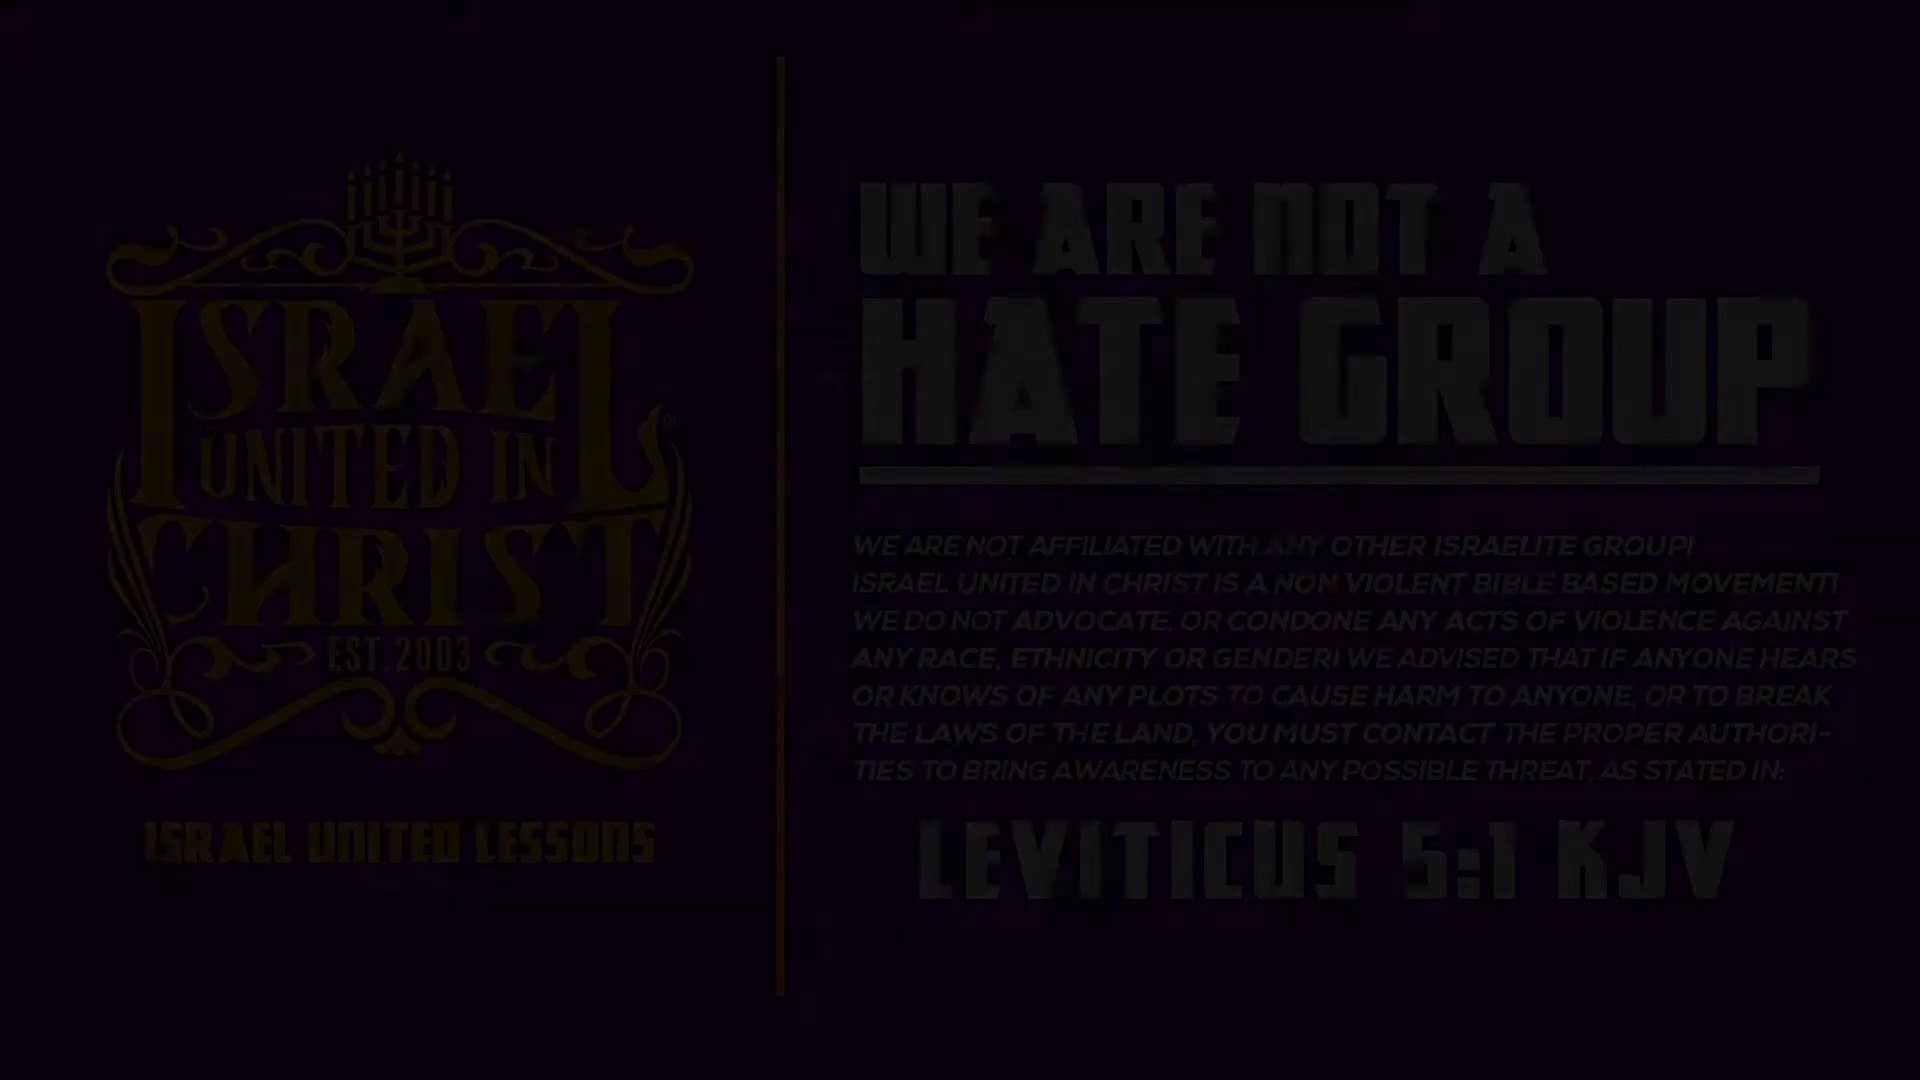 ISRAEL
UNITED IN
CHRIST
EST.2003
ISRAEL UNITED LESSONS
WE ARE NOT A
HATE GROUP
WE ARE NOT AFFILIATED WITH ANY OTHER ISRAELITE GROUP!
ISRAEL UNITED IN CHRIST IS A NON VIOLENT BIBLE BASED MOVEMENT!
WE DO NOT ADVOCATE, OR CONDONE ANY ACTS OF VIOLENCE AGAINST
ANY RACE, ETHNICITY OR GENDER! WE ADVISED THAT IF ANYONE HEARS
OR KNOWS OF ANY PLOTS TO CAUSE HARM TO ANYONE, OR TO BREAK
THE LAWS OF THE LAND, YOU MUST CONTACT THE PROPER AUTHORI-
TIES TO BRING AWARENESS TO ANY POSSIBLE THREAT, AS STATED IN:
LEVITICUS 5:1 KJV